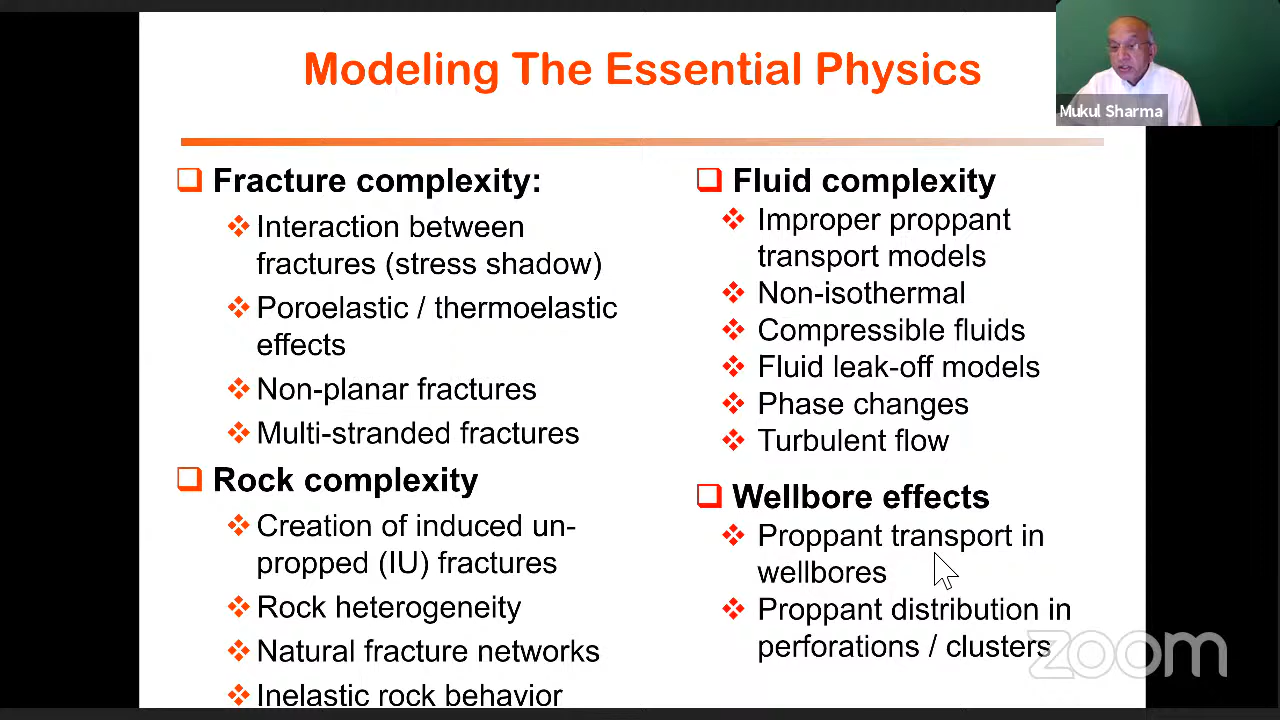 Modeling The Essential Physics
Mukul Sharma
Fracture complexity:
Interaction between
fractures (stress shadow)
Poroelastic / thermoelastic
effects
Non-planar fractures
Multi-stranded fractures
Rock complexity
Creation of induced un-
propped (IU) fractures
Rock heterogeneity
Natural fracture networks
Inelastic rock behavior
Fluid complexity
Improper proppant
transport models
Non-isothermal
Compressible fluids
Fluid leak-off models
Phase changes
Turbulent flow
Wellbore effects
Proppant transport in
wellbores
Proppant distribution in
perforations / clusters
zoom